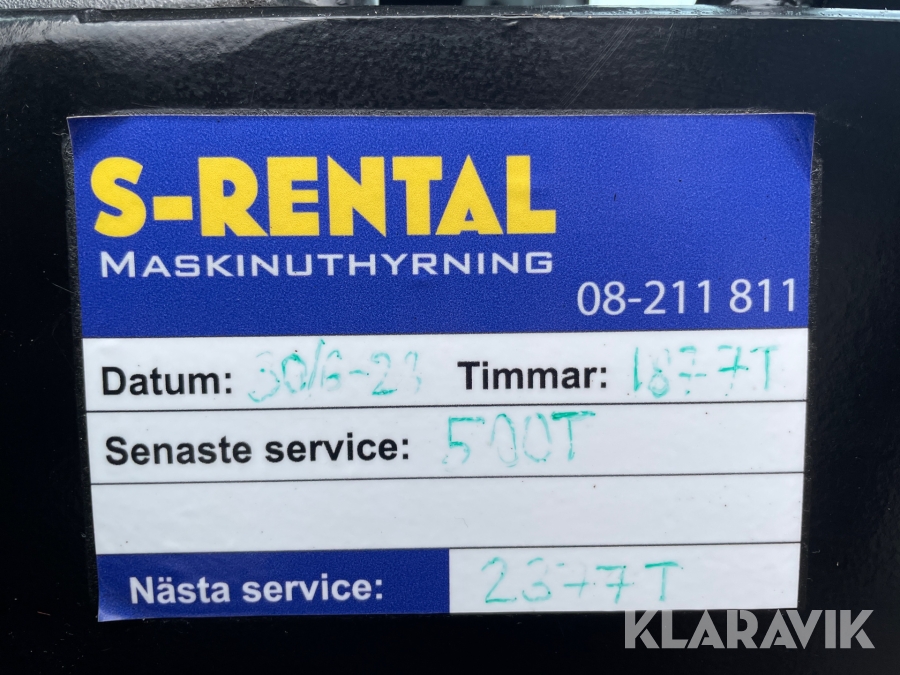 S-RENTAL
MASKINUTHYRNING
08-211 811
Datum: 30/6-23 Timmar: 1877T
Senaste service: 500T
Nästa service: 2377T
KLARAVIK